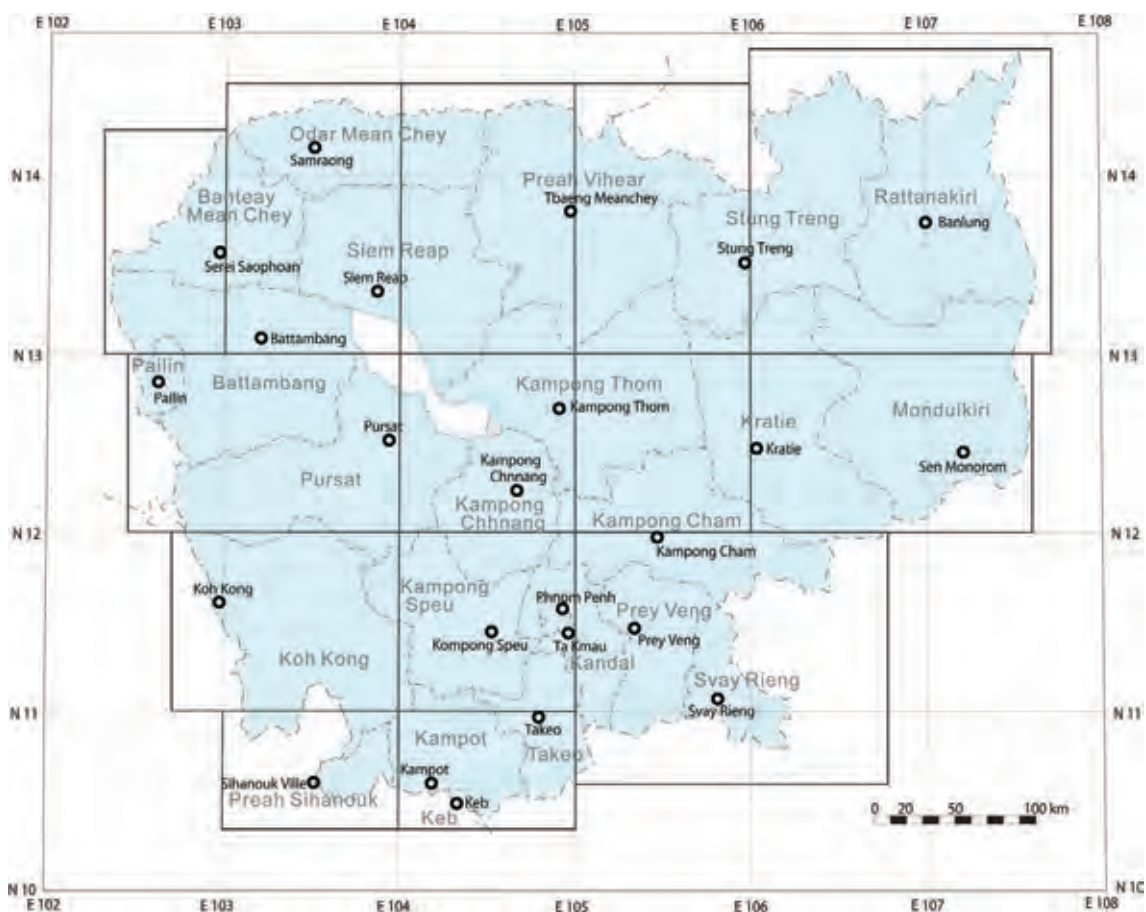 E 102 E 103 E 104 E 105 E 106 E 107 E 108
Odar Mean Chey
Samraong
N 14 N 14
Banteay
Mean Chey
Preah Vihear
Tbaeng Meanchey
Rattanakiri
Banlung
Stung Treng
Stung Treng
Siem Reap
Siem Reap
Serei Saophoan
Battambang
N 13 N 13
Pailin
Pailin
Battambang
Kampong Thom
Kampong Thom
Kratie
Kratie
Mondulkiri
Sen Monorom
Pursat
Pursat
Kampong
Chnnang
Kampong
Chhnang
Kampong Cham
N 12 N 12
Kampong Cham
Koh Kong
Kampong
Speu
Phnom Penh
Prey Veng
Kompong Speu
Ta Kmau
Prey Veng
Koh Kong
Kandal
Svay Rieng
Svay Rieng
N 11 N 11
Takeo
Kampot
Takeo
Kampot
Sihanouk Ville
Preah Sihanouk
Keb
Keb
0 20 50 100 km
N 10 N 10
E 102 E 103 E 104 E 105 E 106 E 107 E 108